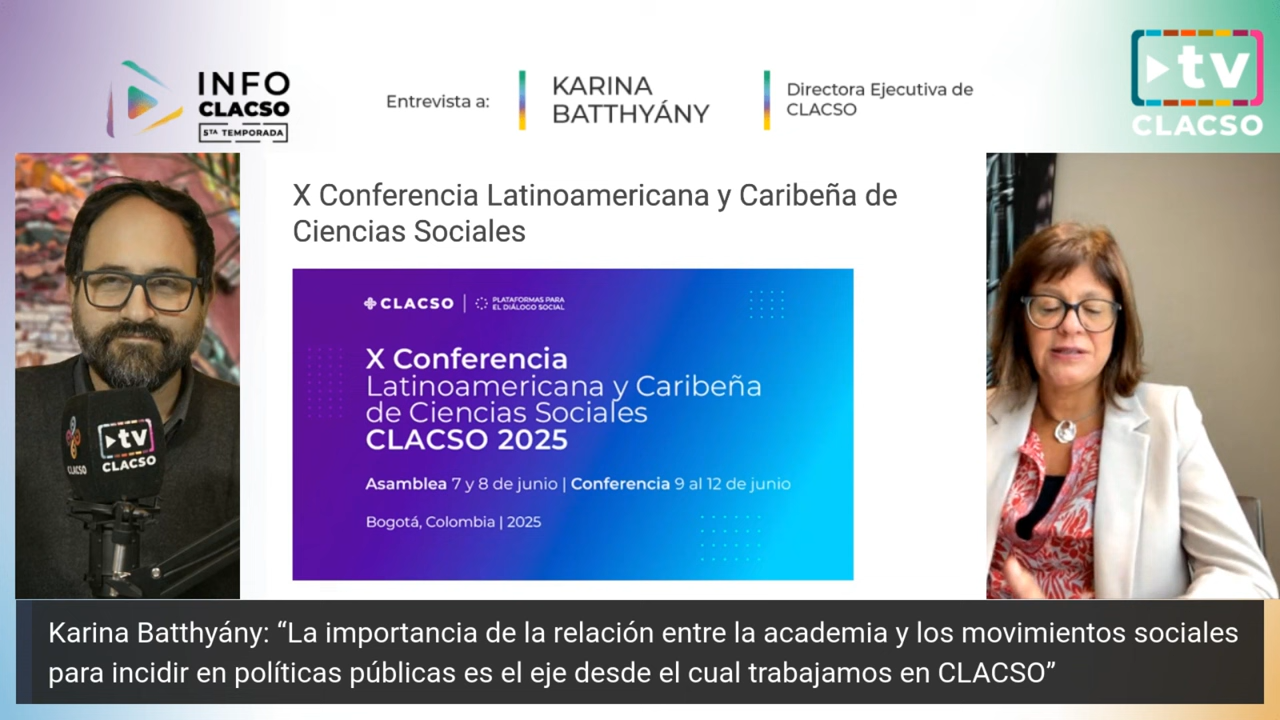 INFO
CLACSO
5TA TEMPORADA
Entrevista a:
KARINA
BATTHYÁNY
Directora Ejecutiva de
CLACSO
tv
CLACSO
X Conferencia Latinoamericana y Caribeña de
Ciencias Sociales
CLACSO
PLATAFORMAS PARA
EL DIÁLOGO SOCIAL
X Conferencia
Latinoamericana y Caribeña
de Ciencias Sociales
CLACSO 2025
Asamblea 7 y 8 de junio | Conferencia 9 al 12 de junio
Bogotá, Colombia | 2025
CLACSO
tv
CLACSO
Karina Batthyány: “La importancia de la relación entre la academia y los movimientos sociales
para incidir en políticas públicas es el eje desde el cual trabajamos en CLACSO”